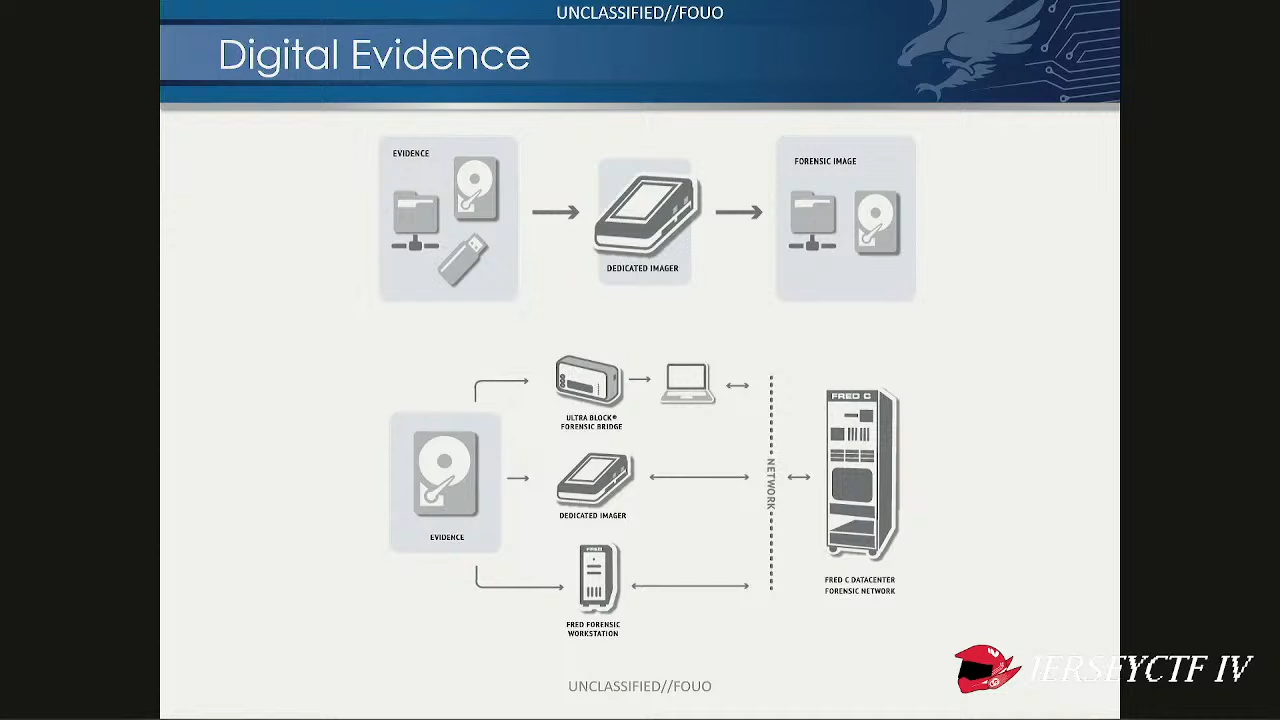 UNCLASSIFIED//FOUO
Digital Evidence
EVIDENCE
FORENSIC IMAGE
DEDICATED IMAGER
ULTRA BLOCK®
FORENSIC BRIDGE
FRED C
NETWORK
DEDICATED IMAGER
EVIDENCE
FRED
FRED C DATACENTER
FORENSIC NETWORK
FRED FORENSIC
WORKSTATION
UNCLASSIFIED//FOUO
JERSEYCTF IV